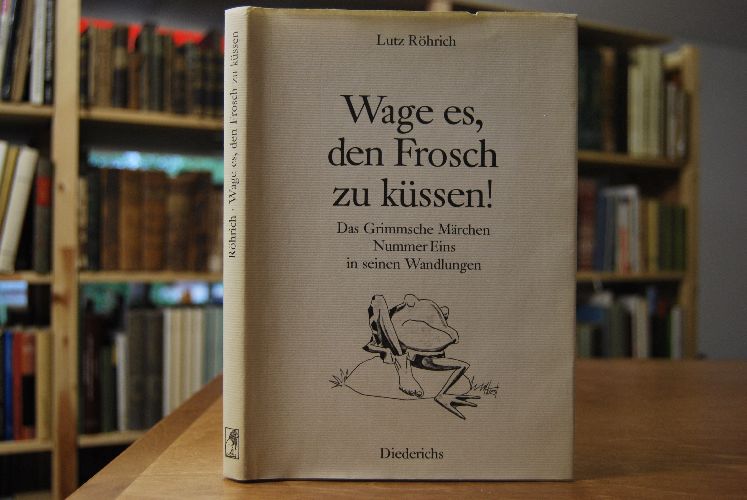 Lutz Röhrich
Wage es,
den Frosch
zu küssen!
Das Grimmsche Märchen
Nummer Eins
in seinen Wandlungen
Diederichs
Röhrich · Wage es, den Frosch zu küssen